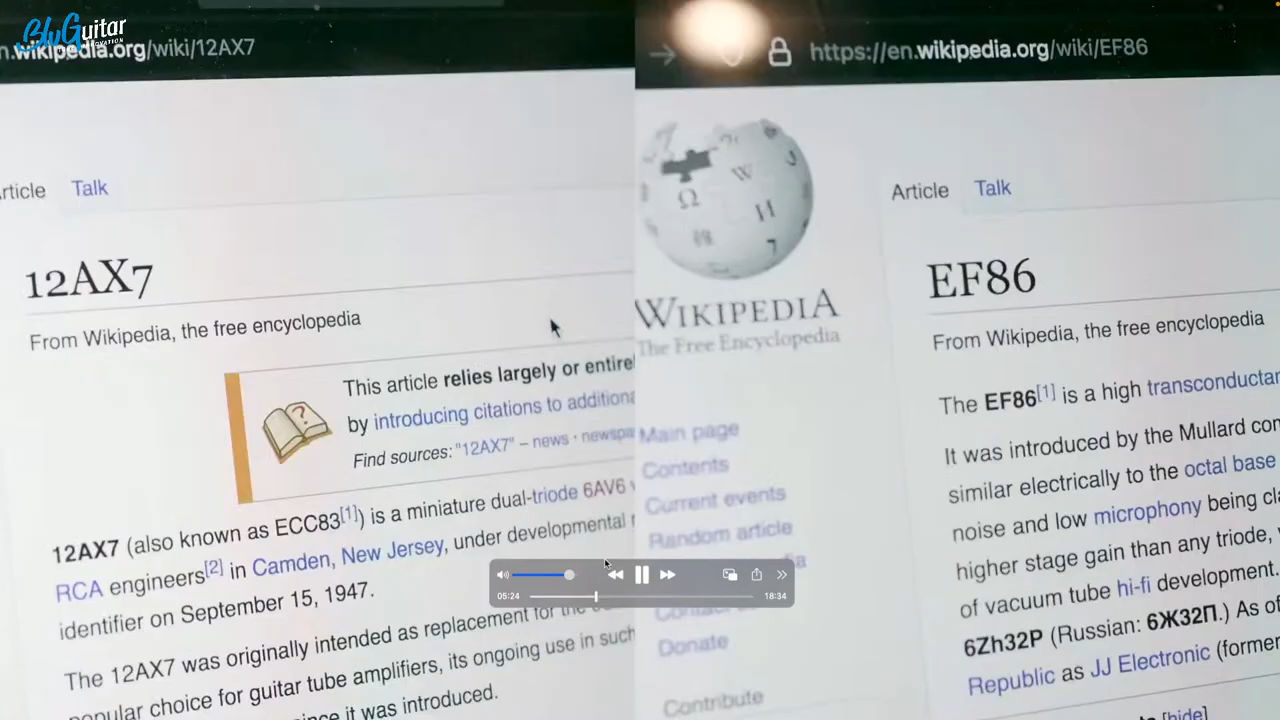 BluGuitar
n.wikipedia.org/wiki/12AX7
Article Talk
12AX7
From Wikipedia, the free encyclopedia
This article relies largely or entire
by introducing citations to additiona
Find sources: "12AX7" – news · newspa
12AX7 (also known as ECC83[1]) is a miniature dual-triode 6AV6
RCA engineers[2] in Camden, New Jersey, under developmental
identifier on September 15, 1947.
The 12AX7 was originally intended as replacement for the
popular choice for guitar tube amplifiers, its ongoing use in such
it was introduced.
https://en.wikipedia.org/wiki/EF86
WIKIPEDIA
The Free Encyclopedia
Main page
Contents
Current events
Random article
Donate
Contribute
Article Talk
EF86
From Wikipedia, the free encyclopedia
The EF86[1] is a high transconductan
It was introduced by the Mullard com
similar electrically to the octal base
noise and low microphony being cla
higher stage gain than any triode,
of vacuum tube hi-fi development.
6Zh32P (Russian: 6Ж32П.) As of
Republic as JJ Electronic (former
[hide]
05:24
18:34